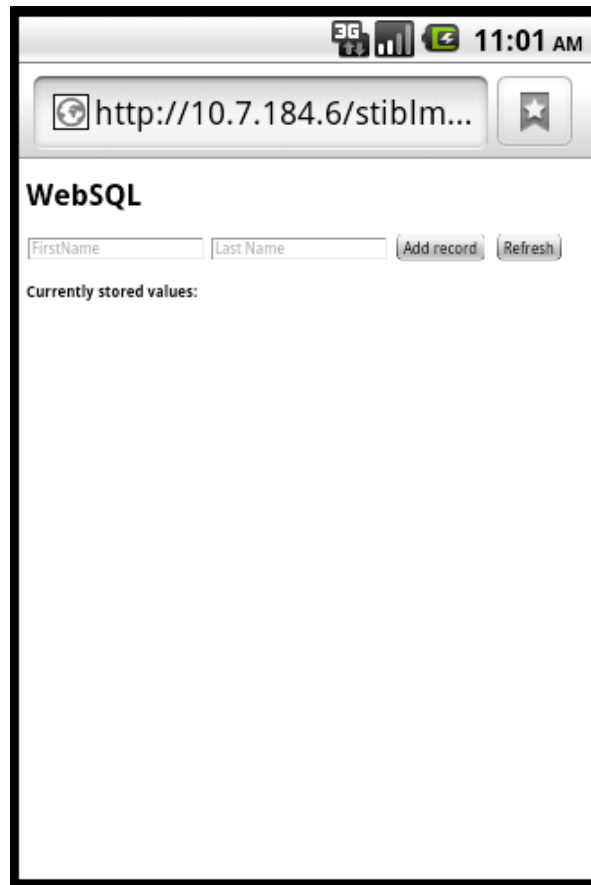 3G 11:01 AM
http://10.7.184.6/stiblm...
WebSQL
FirstName Last Name Add record Refresh
Currently stored values: